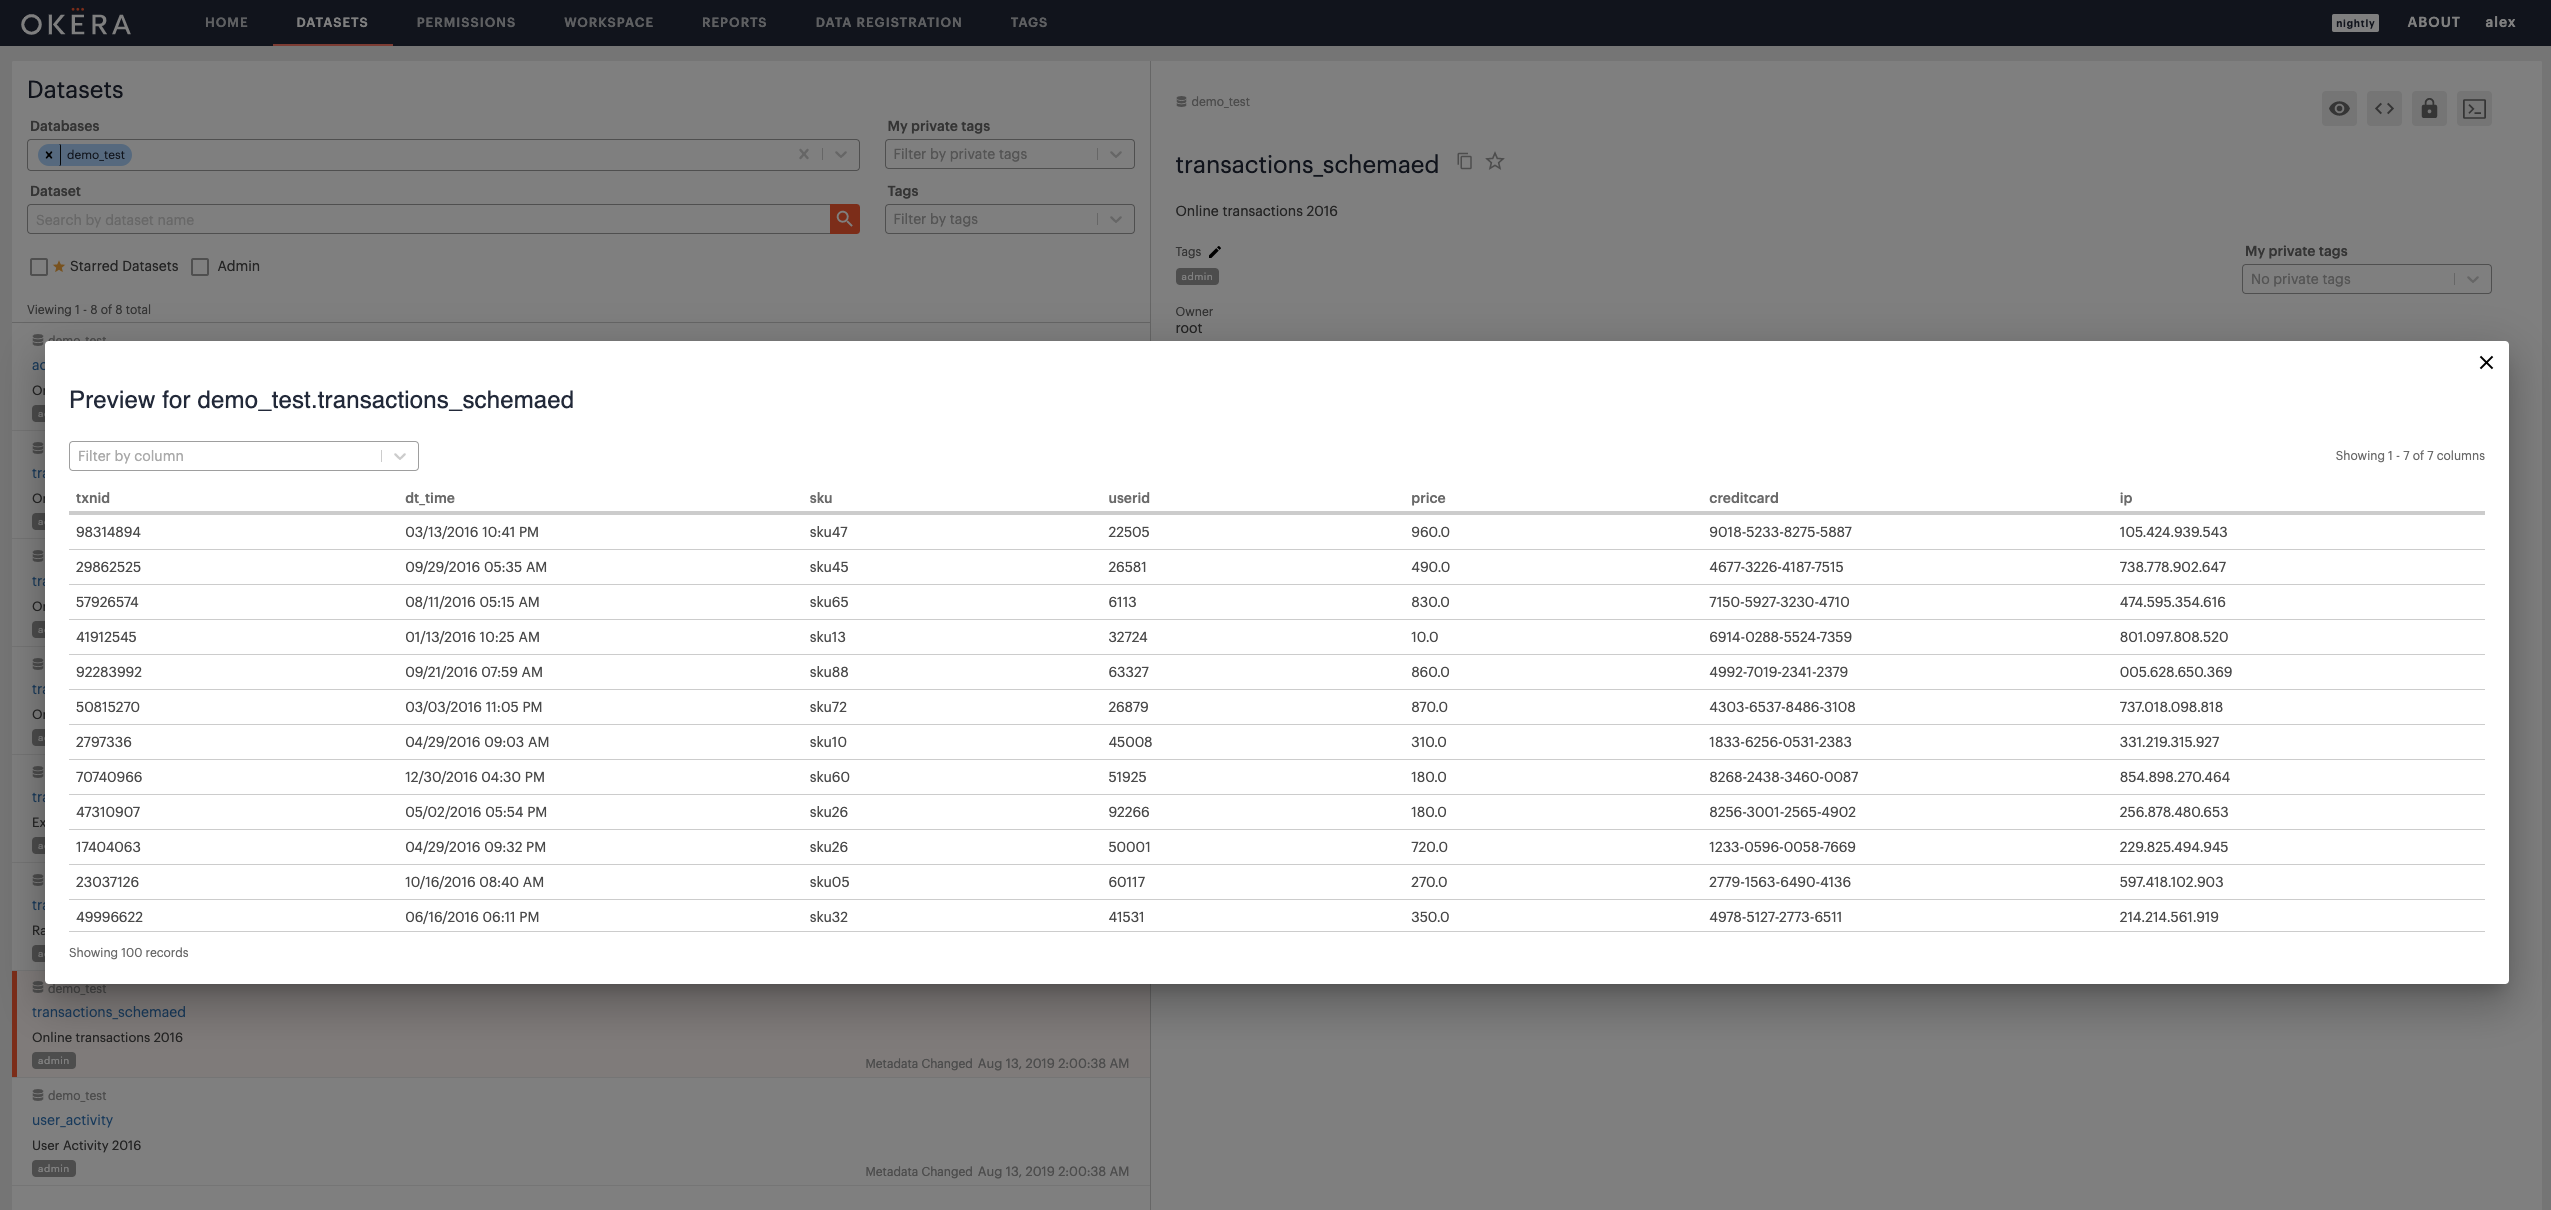 OKERA HOME DATASETS PERMISSIONS WORKSPACE REPORTS DATA REGISTRATION TAGS nightly ABOUT alex
Datasets
Databases
demo_test
My private tags
Filter by private tags
Dataset
Search by dataset name
Tags
Filter by tags
Starred Datasets Admin
Viewing 1 - 8 of 8 total
demo_test
transactions_schemaed
Online transactions 2016
Tags
admin
My private tags
No private tags
Owner
root
demo_test
Preview for demo_test.transactions_schemaed
Filter by column
Showing 1 - 7 of 7 columns
txnid dt_time sku userid price creditcard ip
98314894 03/13/2016 10:41 PM sku47 22505 960.0 9018-5233-8275-5887 105.424.939.543
29862525 09/29/2016 05:35 AM sku45 26581 490.0 4677-3226-4187-7515 738.778.902.647
57926574 08/11/2016 05:15 AM sku65 6113 830.0 7150-5927-3230-4710 474.595.354.616
41912545 01/13/2016 10:25 AM sku13 32724 10.0 6914-0288-5524-7359 801.097.808.520
92283992 09/21/2016 07:59 AM sku88 63327 860.0 4992-7019-2341-2379 005.628.650.369
50815270 03/03/2016 11:05 PM sku72 26879 870.0 4303-6537-8486-3108 737.018.098.818
2797336 04/29/2016 09:03 AM sku10 45008 310.0 1833-6256-0531-2383 331.219.315.927
70740966 12/30/2016 04:30 PM sku60 51925 180.0 8268-2438-3460-0087 854.898.270.464
47310907 05/02/2016 05:54 PM sku26 92266 180.0 8256-3001-2565-4902 256.878.480.653
17404063 04/29/2016 09:32 PM sku26 50001 720.0 1233-0596-0058-7669 229.825.494.945
23037126 10/16/2016 08:40 AM sku05 60117 270.0 2779-1563-6490-4136 597.418.102.903
49996622 06/16/2016 06:11 PM sku32 41531 350.0 4978-5127-2773-6511 214.214.561.919
Showing 100 records
demo_test
transactions_schemaed
Online transactions 2016
admin
Metadata Changed Aug 13, 2019 2:00:38 AM
demo_test
user_activity
User Activity 2016
admin
Metadata Changed Aug 13, 2019 2:00:38 AM